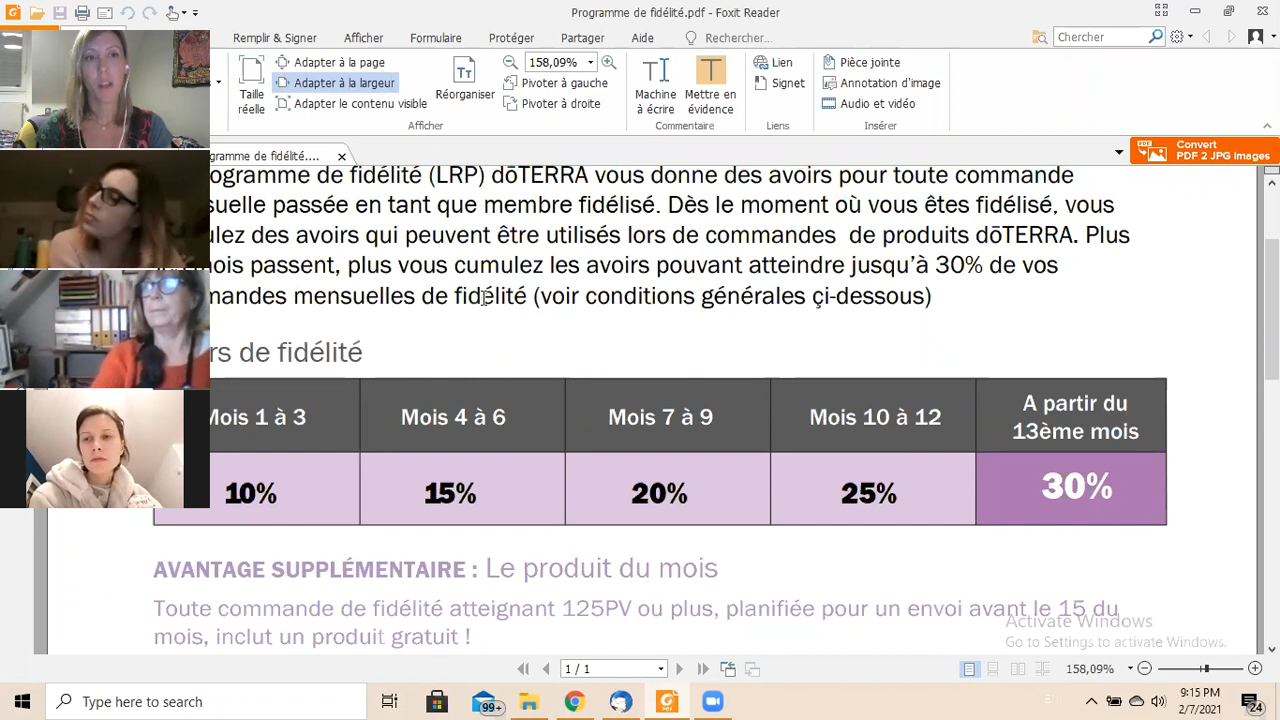 Programme de fidélité.pdf - Foxit Reader
Remplir & Signer Afficher Formulaire Protéger Partager Aide Rechercher... Chercher
Taille réelle
Adapter à la page
Adapter à la largeur
Adapter le contenu visible
Réorganiser
158,09%
Pivoter à gauche
Pivoter à droite
Afficher
Machine à écrire
Mettre en évidence
Commentaire
Lien
Signet
Liens
Pièce jointe
Annotation d'image
Audio et vidéo
Insérer
ogramme de fidélité....
Convert
PDF 2 JPG Images
ogramme de fidélité (LRP) dōTERRA vous donne des avoirs pour toute commande
suelle passée en tant que membre fidélisé. Dès le moment où vous êtes fidélisé, vous
ulez des avoirs qui peuvent être utilisés lors de commandes de produits dōTERRA. Plus
mois passent, plus vous cumulez les avoirs pouvant atteindre jusqu'à 30% de vos
mandes mensuelles de fidélité (voir conditions générales çi-dessous)
rs de fidélité
Mois 1 à 3 Mois 4 à 6 Mois 7 à 9 Mois 10 à 12 A partir du
13ème mois
10% 15% 20% 25% 30%
AVANTAGE SUPPLÉMENTAIRE : Le produit du mois
Toute commande de fidélité atteignant 125PV ou plus, planifiée pour un envoi avant le 15 du
mois, inclut un produit gratuit !
Activate Windows
Go to Settings to activate Windows.
1 / 1
158,09%
Type here to search
99+
9:15 PM
2/7/2021
24